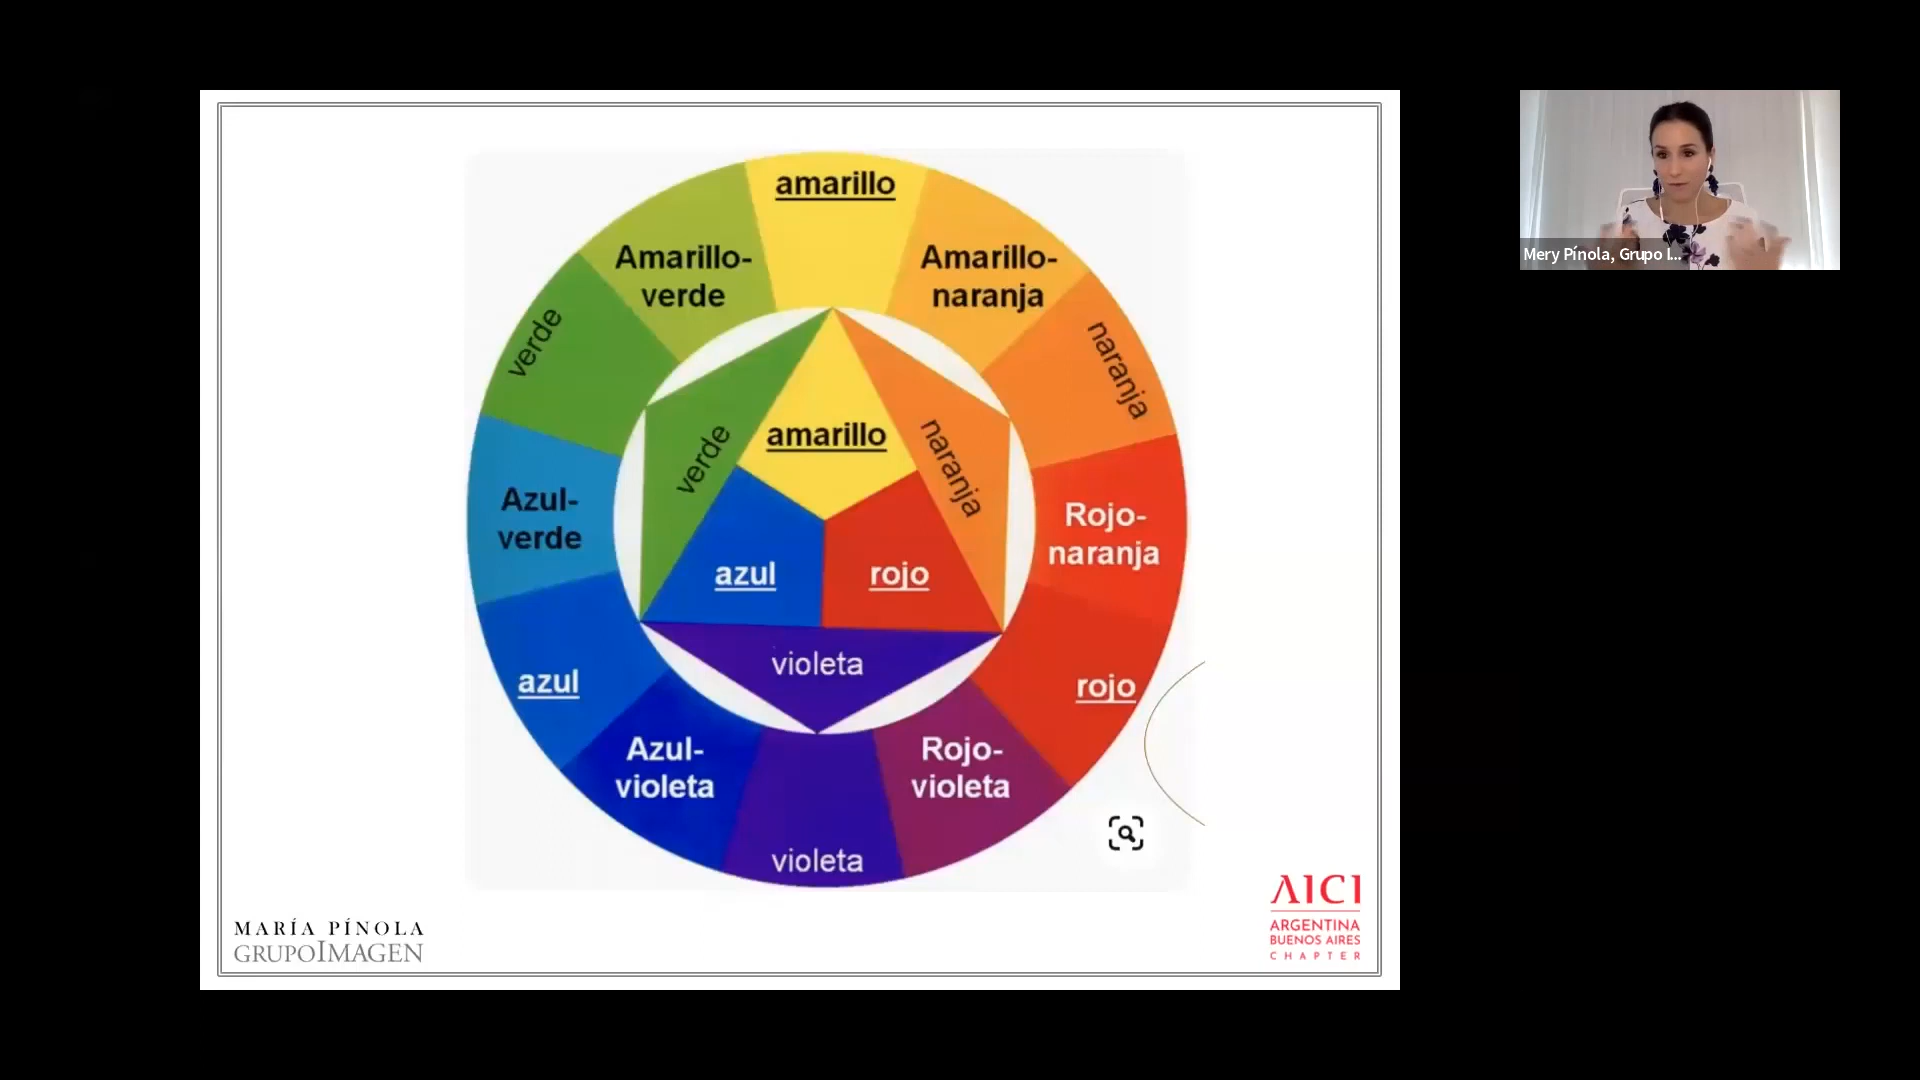 amarillo
Amarillo-
verde
Amarillo-
naranja
verde
naranja
amarillo
verde
naranja
Azul-
verde
Rojo-
naranja
azul
rojo
azul
violeta
rojo
Azul-
violeta
Rojo-
violeta
violeta
MARÍA PÍNOLA
GRUPOIMAGEN
AICI
ARGENTINA
BUENOS AIRES
CHAPTER
Mery Pínola, Grupo I...